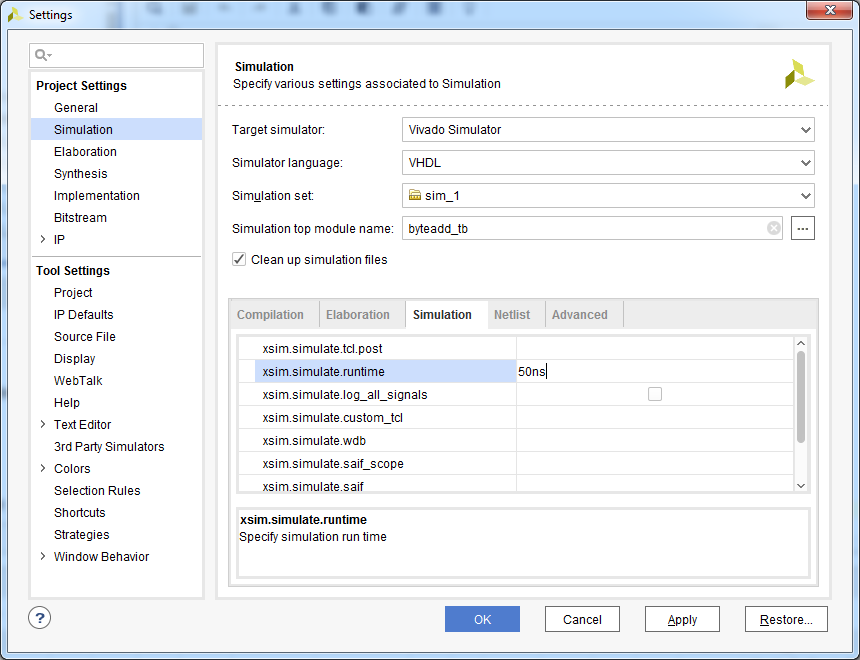 Settings
Project Settings
General
Simulation
Elaboration
Synthesis
Implementation
Bitstream
IP
Tool Settings
Project
IP Defaults
Source File
Display
WebTalk
Help
Text Editor
3rd Party Simulators
Colors
Selection Rules
Shortcuts
Strategies
Window Behavior
Simulation
Specify various settings associated to Simulation
Target simulator: Vivado Simulator
Simulator language: VHDL
Simulation set: sim_1
Simulation top module name: byteadd_tb ...
Clean up simulation files
Compilation Elaboration Simulation Netlist Advanced
xsim.simulate.tcl.post
xsim.simulate.runtime 50ns
xsim.simulate.log_all_signals
xsim.simulate.custom_tcl
xsim.simulate.wdb
xsim.simulate.saif_scope
xsim.simulate.saif
xsim.simulate.runtime
Specify simulation run time
? OK Cancel Apply Restore...